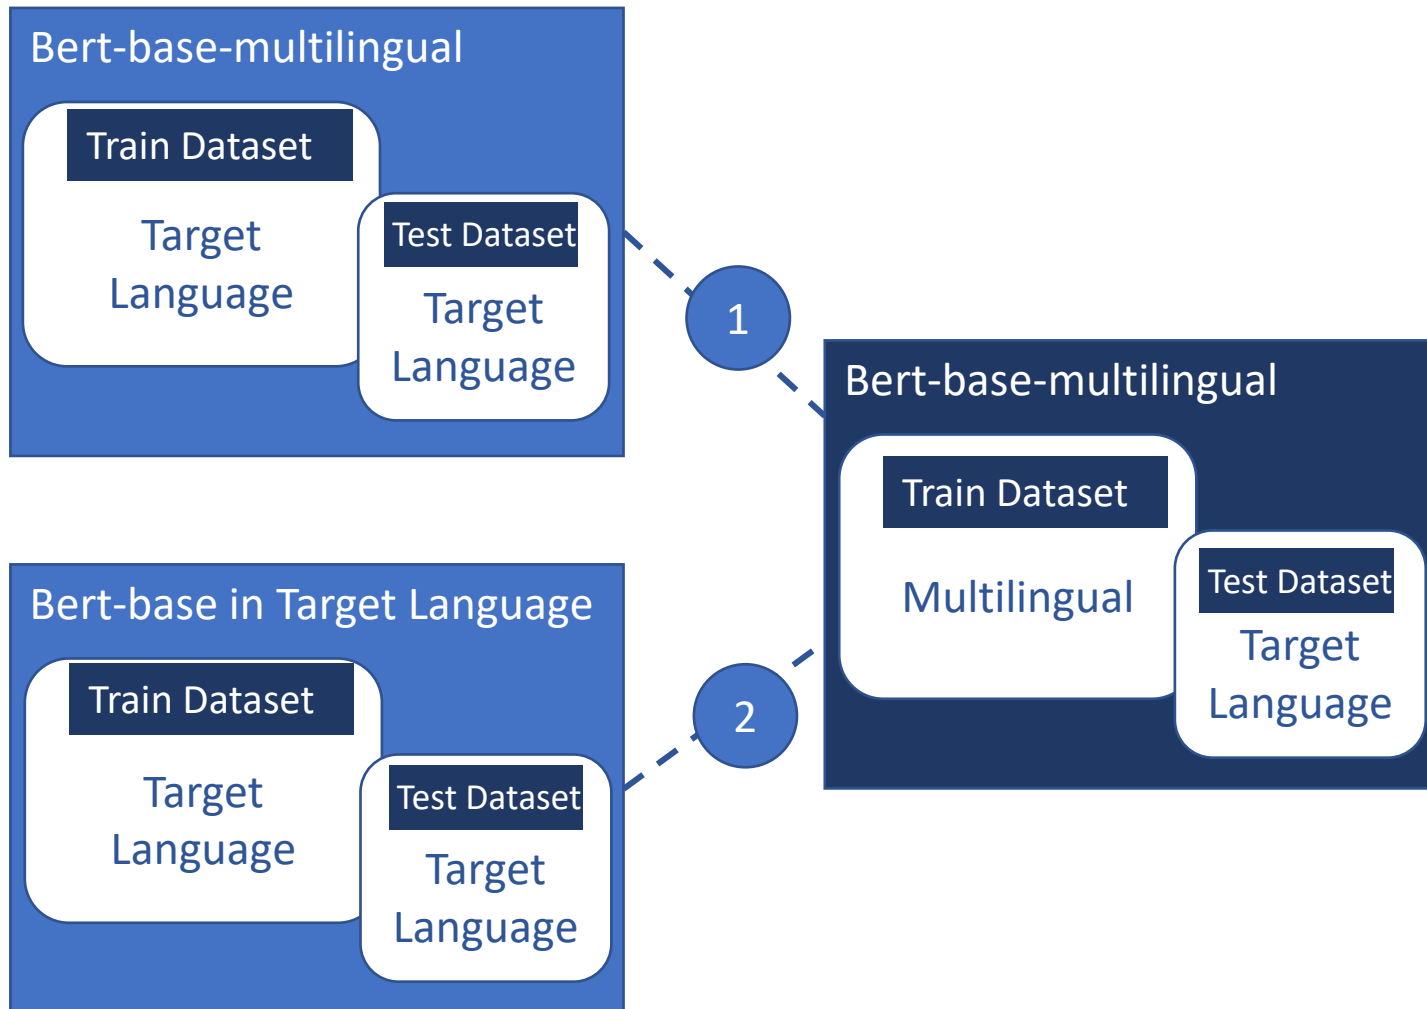 Bert-base-multilingual
Train Dataset
Target
Language
Test Dataset
Target
Language
1
Bert-base-multilingual
Train Dataset
Multilingual
Test Dataset
Target
Language
Bert-base in Target Language
Train Dataset
Target
Language
Test Dataset
Target
Language
2